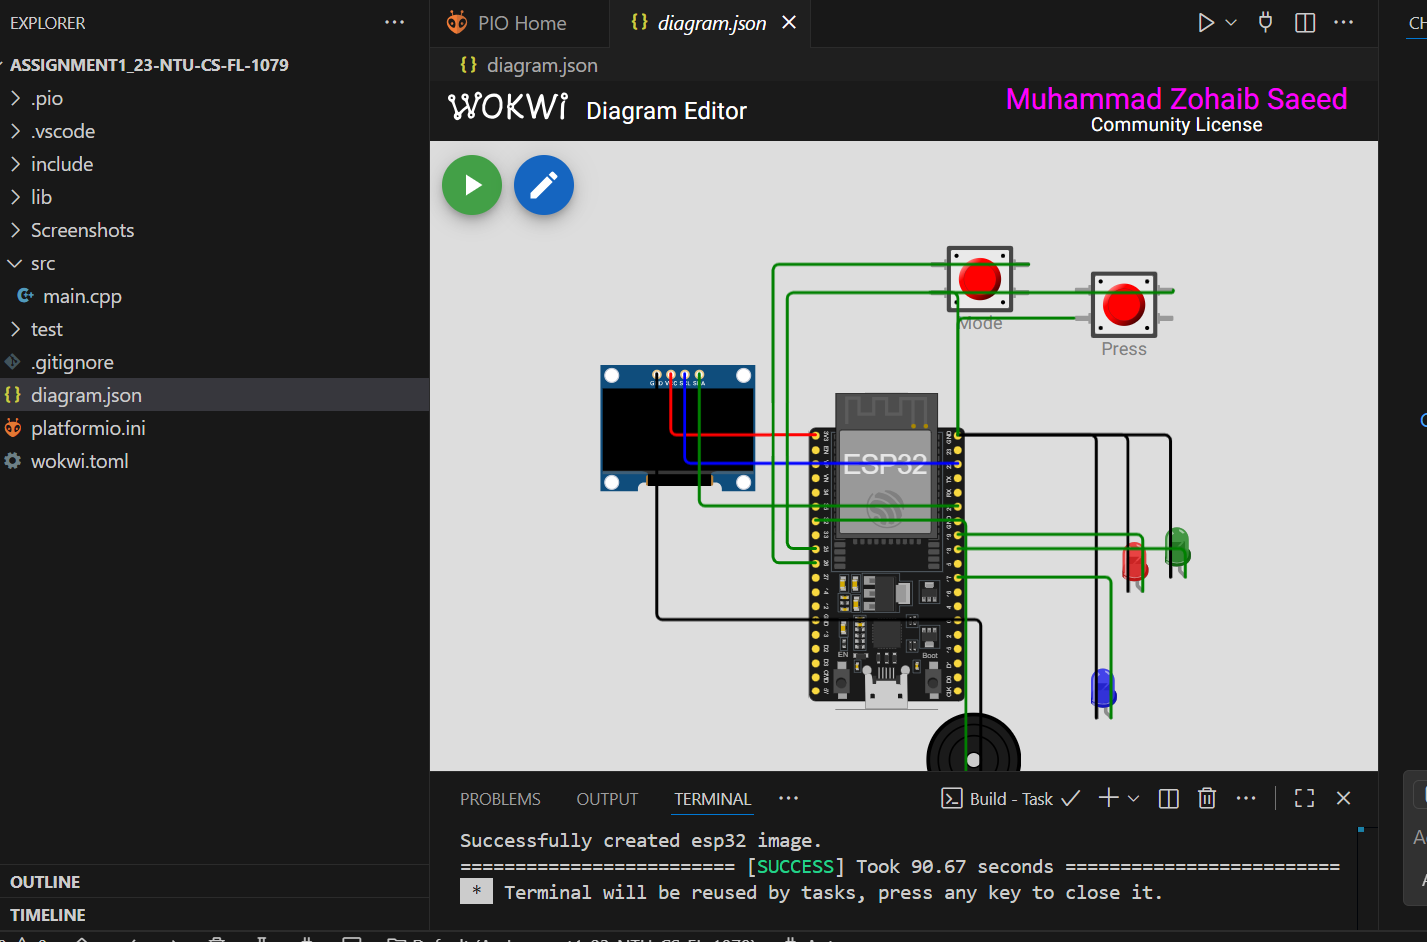 EXPLORER
ASSIGNMENT1_23-NTU-CS-FL-1079
.pio
.vscode
include
lib
Screenshots
src
main.cpp
test
.gitignore
diagram.json
platformio.ini
wokwi.toml
OUTLINE
TIMELINE
PIO Home
diagram.json
diagram.json
WOKWi Diagram Editor
Muhammad Zohaib Saeed
Community License
Mode
Press
ESP32
EN
Boot
PROBLEMS
OUTPUT
TERMINAL
Build - Task
Successfully created esp32 image.
========================= [SUCCESS] Took 90.67 seconds =========================
* Terminal will be reused by tasks, press any key to close it.